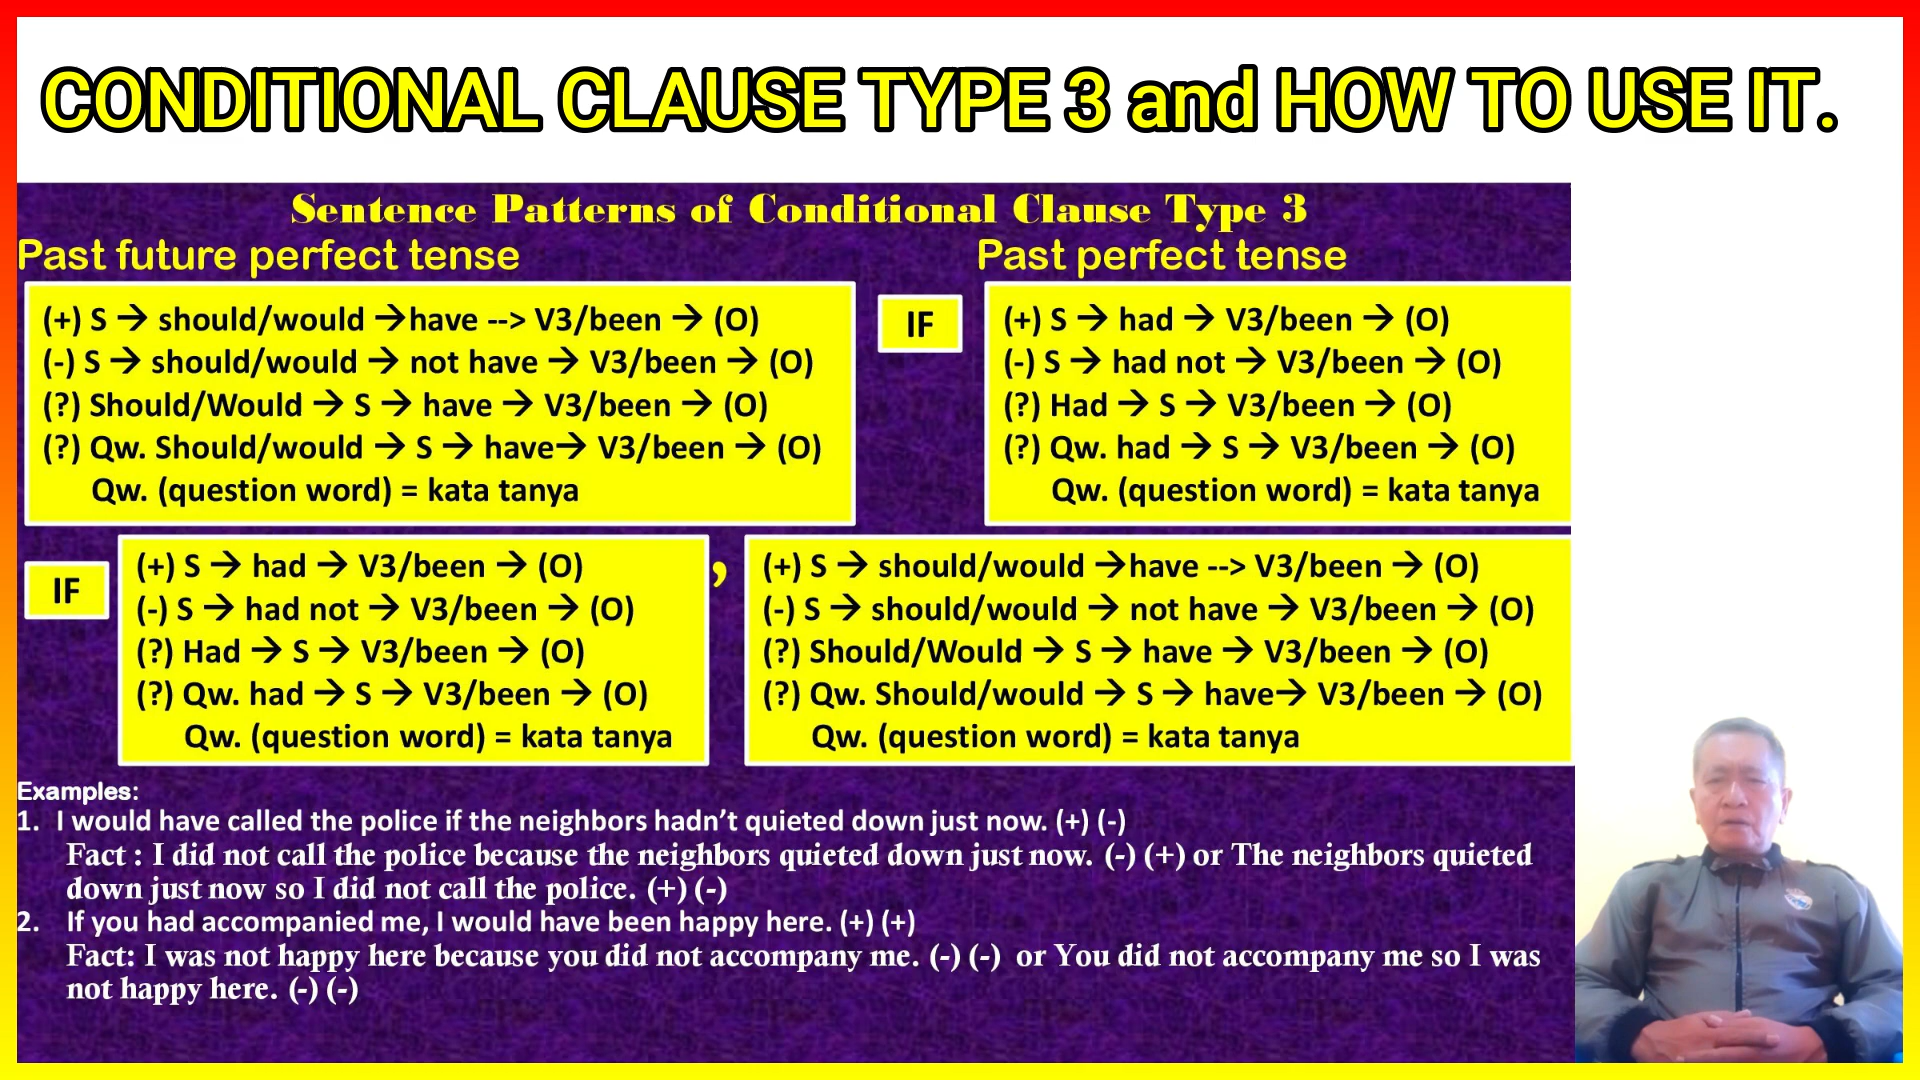 CONDITIONAL CLAUSE TYPE 3 and HOW TO USE IT.
Sentence Patterns of Conditional Clause Type 3
Past future perfect tense
Past perfect tense
(+) S → should/would →have --> V3/been → (O)
(-) S → should/would → not have → V3/been → (O)
(?) Should/Would → S → have → V3/been → (O)
(?) Qw. Should/would → S → have→ V3/been → (O)
Qw. (question word) = kata tanya
IF
(+) S → had → V3/been → (O)
(-) S → had not → V3/been → (O)
(?) Had → S → V3/been → (O)
(?) Qw. had → S → V3/been → (O)
Qw. (question word) = kata tanya
IF
(+) S → had → V3/been → (O)
(-) S → had not → V3/been → (O)
(?) Had → S → V3/been → (O)
(?) Qw. had → S → V3/been → (O)
Qw. (question word) = kata tanya
,
(+) S → should/would →have --> V3/been → (O)
(-) S → should/would → not have → V3/been → (O)
(?) Should/Would → S → have → V3/been → (O)
(?) Qw. Should/would → S → have→ V3/been → (O)
Qw. (question word) = kata tanya
Examples:
1. I would have called the police if the neighbors hadn’t quieted down just now. (+) (-)
Fact : I did not call the police because the neighbors quieted down just now. (-) (+) or The neighbors quieted
down just now so I did not call the police. (+) (-)
2. If you had accompanied me, I would have been happy here. (+) (+)
Fact: I was not happy here because you did not accompany me. (-) (-) or You did not accompany me so I was
not happy here. (-) (-)